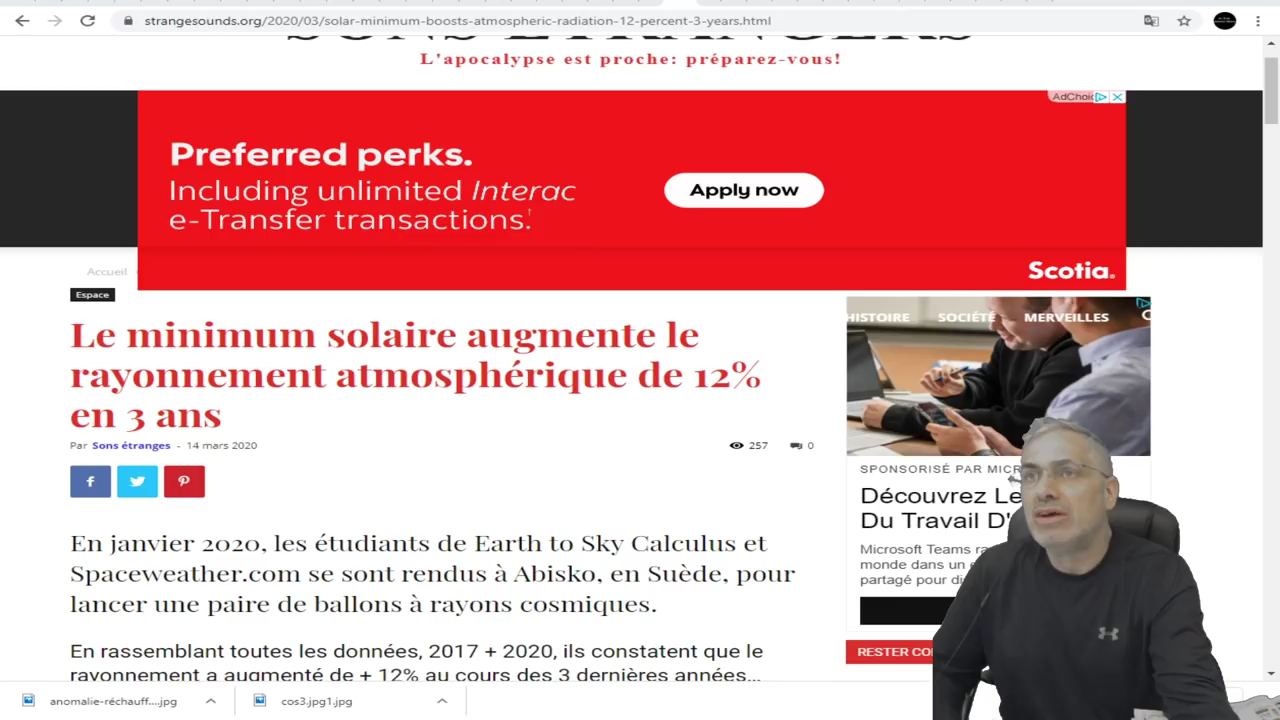 strangesounds.org/2020/03/solar-minimum-boosts-atmospheric-radiation-12-percent-3-years.html
SONS ETRANGERS
L'apocalypse est proche: préparez-vous!
AdChoic
Preferred perks.
Including unlimited Interac
e-Transfer transactions.†
Apply now
Scotia.
Accueil
Espace
Le minimum solaire augmente le
rayonnement atmosphérique de 12%
en 3 ans
Par Sons étranges - 14 mars 2020
257
0
En janvier 2020, les étudiants de Earth to Sky Calculus et
Spaceweather.com se sont rendus à Abisko, en Suède, pour
lancer une paire de ballons à rayons cosmiques.
En rassemblant toutes les données, 2017 + 2020, ils constatent que le
rayonnement a augmenté de + 12% au cours des 3 dernières années...
HISTOIRE SOCIÉTÉ MERVEILLES
SPONSORISÉ PAR MICR
Découvrez Le
Du Travail D'
Microsoft Teams ra
monde dans un e
partagé pour di
RESTER CO
anomalie-réchauff....jpg
cos3.jpg1.jpg